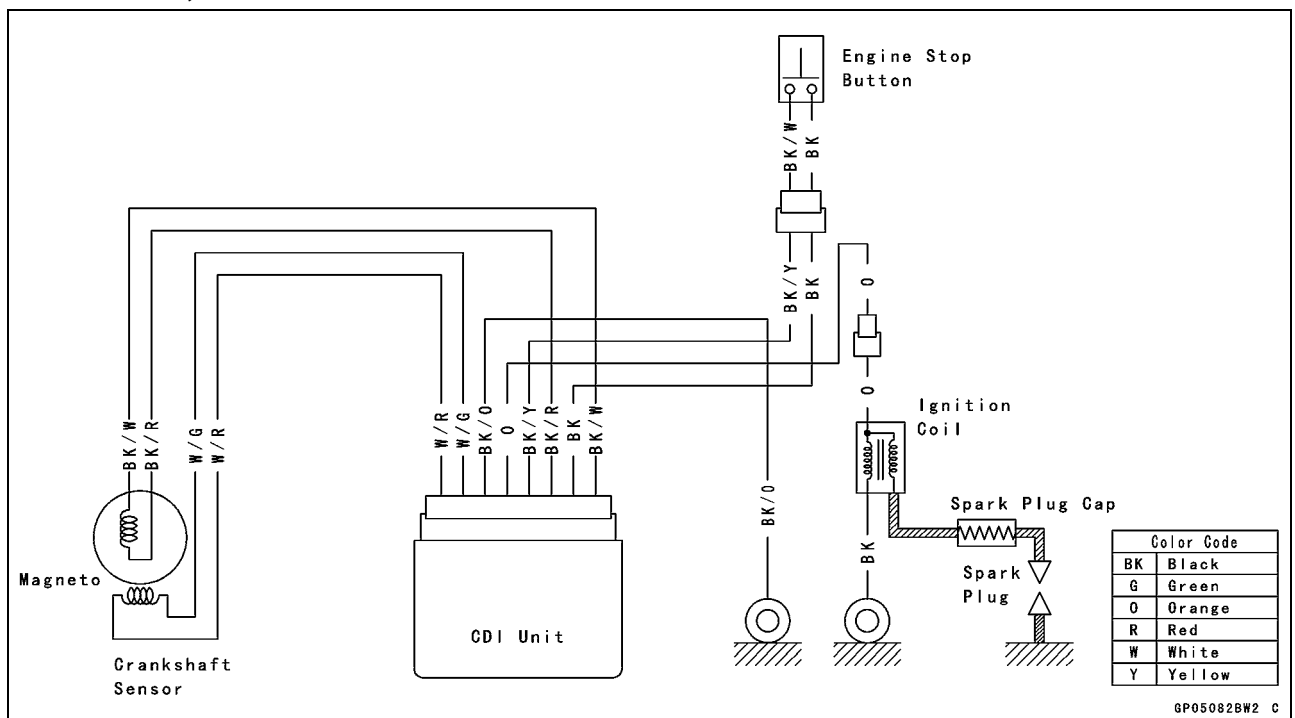 Engine Stop
Button
BK/W
BK
BK/Y
BK
O
O
Ignition
Coil
BK/W
BK/R
W/G
W/R
W/R
W/G
BK/O
O
BK/Y
BK/R
BK
BK/W
BK/O
BK
Spark Plug Cap
Spark
Plug
Magneto
Crankshaft
Sensor
CDI Unit
Color Code
BK Black
G Green
O Orange
R Red
W White
Y Yellow
GP05082BW2 C